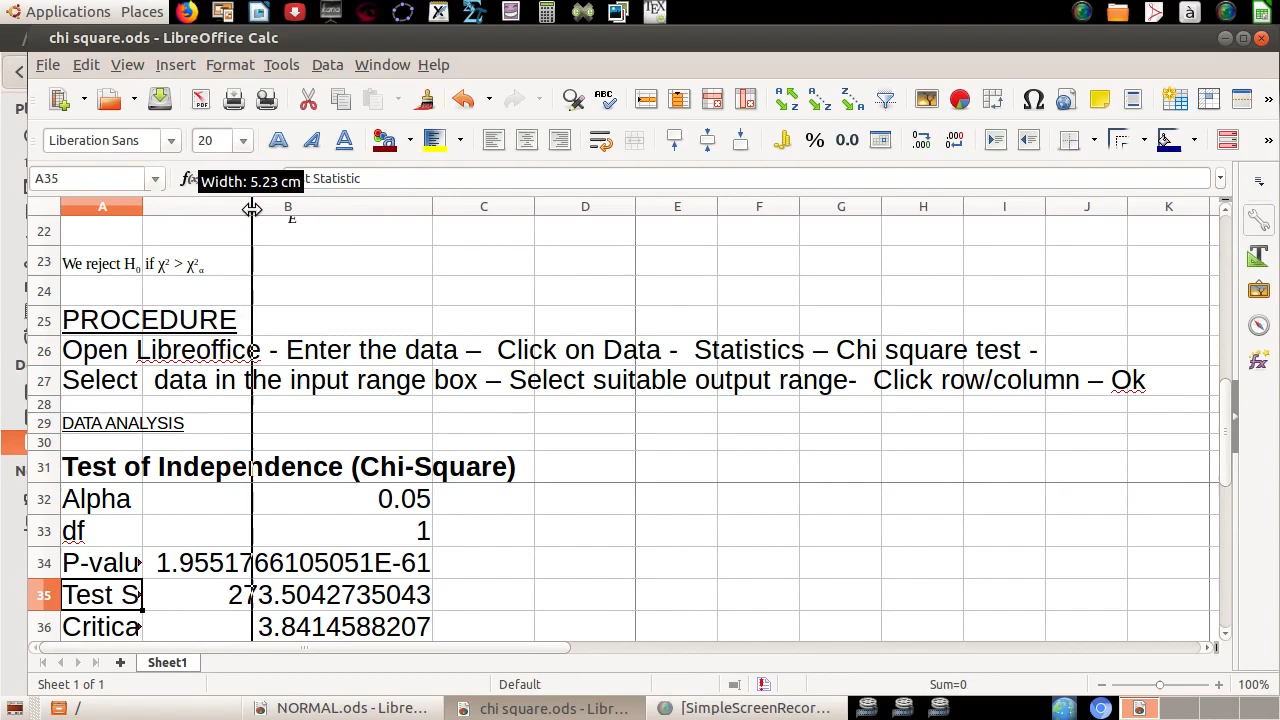 Applications Places
chi square.ods - LibreOffice Calc
File Edit View Insert Format Tools Data Window Help
Liberation Sans 20
A35 Width: 5.23 cm t Statistic
A B C D E F G H I J K
22 E
23 We reject H₀ if χ² > χ²α
24
25 PROCEDURE
26 Open Libreoffice - Enter the data – Click on Data - Statistics – Chi square test -
27 Select data in the input range box – Select suitable output range- Click row/column – Ok
28
29 DATA ANALYSIS
30
31 Test of Independence (Chi-Square)
32 Alpha 0.05
33 df 1
34 P-valu 1.9551766105051E-61
35 Test S 273.5042735043
36 Critica 3.8414588207
Sheet1
Sheet 1 of 1 Default Sum=0 100%
/ NORMAL.ods - Libre... chi square.ods - Libr... [SimpleScreenRecor...